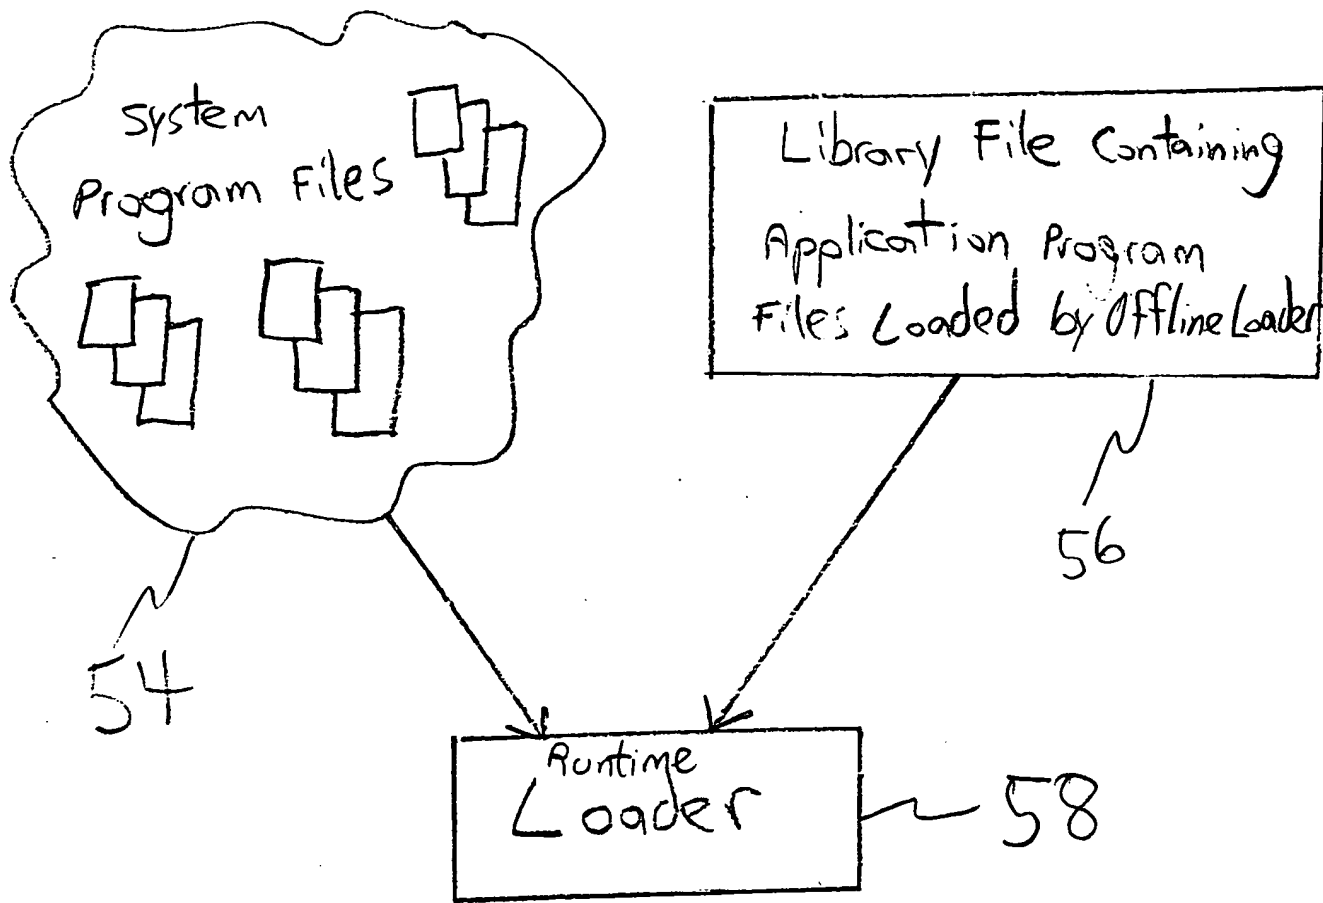 System
Program Files
Library File Containing
Application Program
Files Loaded by Offline Loader
56
54
Runtime
Loader
58